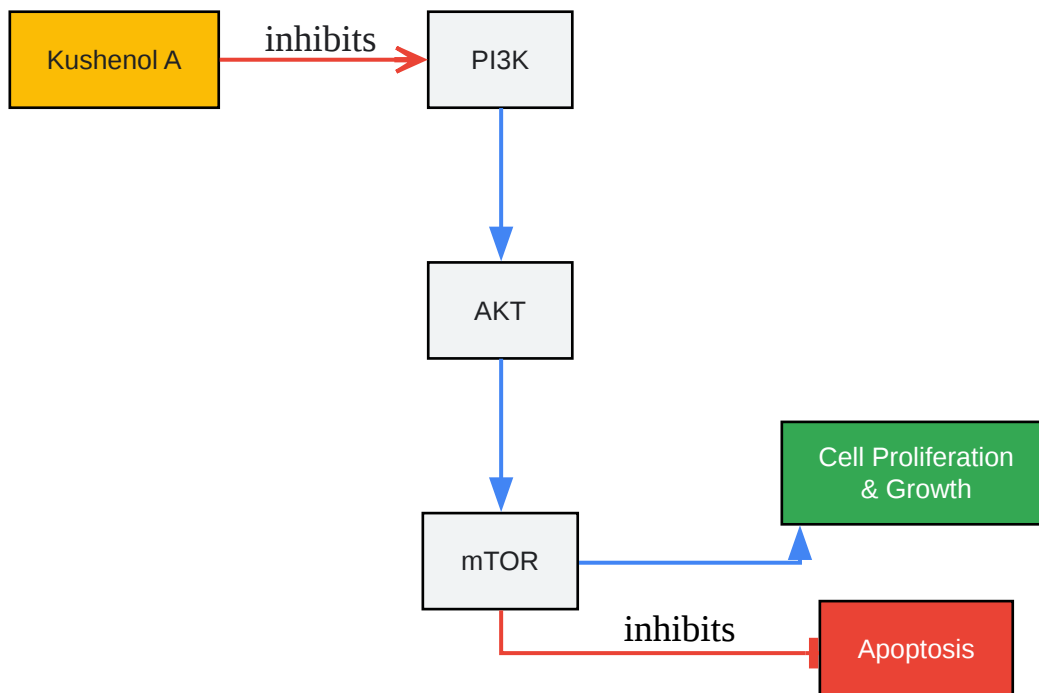 Kushenol A
inhibits
PI3K
AKT
Cell Proliferation
& Growth
mTOR
inhibits
Apoptosis